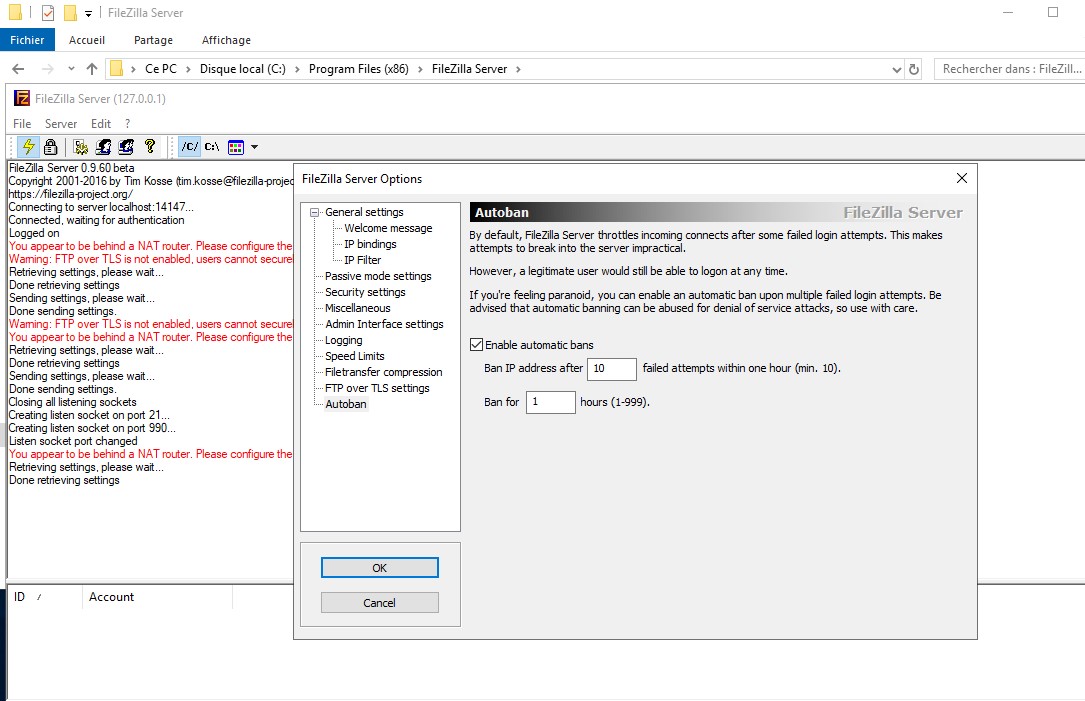 FileZilla Server
Fichier Accueil Partage Affichage
Ce PC Disque local (C:) Program Files (x86) FileZilla Server
Rechercher dans : FileZill...
FileZilla Server (127.0.0.1)
File Server Edit ?
/C/ C:\
FileZilla Server 0.9.60 beta
Copyright 2001-2016 by Tim Kosse (tim.kosse@filezilla-projec
https://filezilla-project.org/
Connecting to server localhost:14147...
Connected, waiting for authentication
Logged on
You appear to be behind a NAT router. Please configure the
Warning: FTP over TLS is not enabled, users cannot securel
Retrieving settings, please wait...
Done retrieving settings
Sending settings, please wait...
Done sending settings.
Warning: FTP over TLS is not enabled, users cannot securel
You appear to be behind a NAT router. Please configure the
Retrieving settings, please wait...
Done retrieving settings
Sending settings, please wait...
Done sending settings.
Closing all listening sockets
Creating listen socket on port 21...
Creating listen socket on port 990...
Listen socket port changed
You appear to be behind a NAT router. Please configure the
Retrieving settings, please wait...
Done retrieving settings
ID / Account
FileZilla Server Options
General settings
Welcome message
IP bindings
IP Filter
Passive mode settings
Security settings
Miscellaneous
Admin Interface settings
Logging
Speed Limits
Filetransfer compression
FTP over TLS settings
Autoban
OK
Cancel
Autoban FileZilla Server
By default, FileZilla Server throttles incoming connects after some failed login attempts. This makes
attempts to break into the server impractical.
However, a legitimate user would still be able to logon at any time.
If you're feeling paranoid, you can enable an automatic ban upon multiple failed login attempts. Be
advised that automatic banning can be abused for denial of service attacks, so use with care.
Enable automatic bans
Ban IP address after 10 failed attempts within one hour (min. 10).
Ban for 1 hours (1-999).